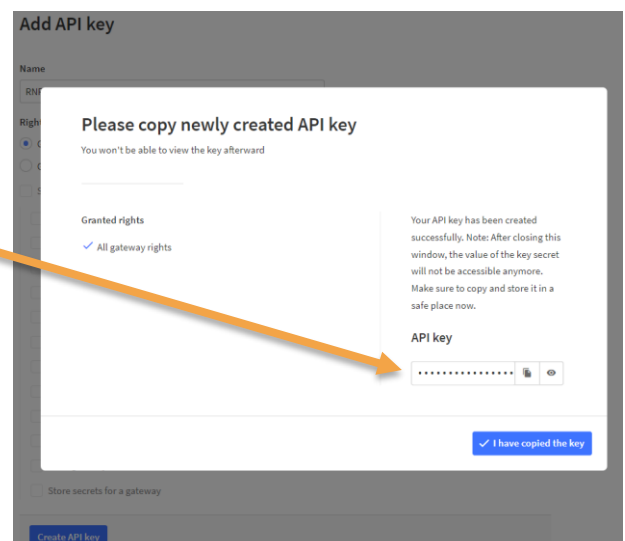 Add API key
Name
RNF
Please copy newly created API key
You won't be able to view the key afterward
Granted rights
All gateway rights
Your API key has been created
successfully. Note: After closing this
window, the value of the key secret
will not be accessible anymore.
Make sure to copy and store it in a
safe place now.
API key
................
I have copied the key
Store secrets for a gateway
Create API key